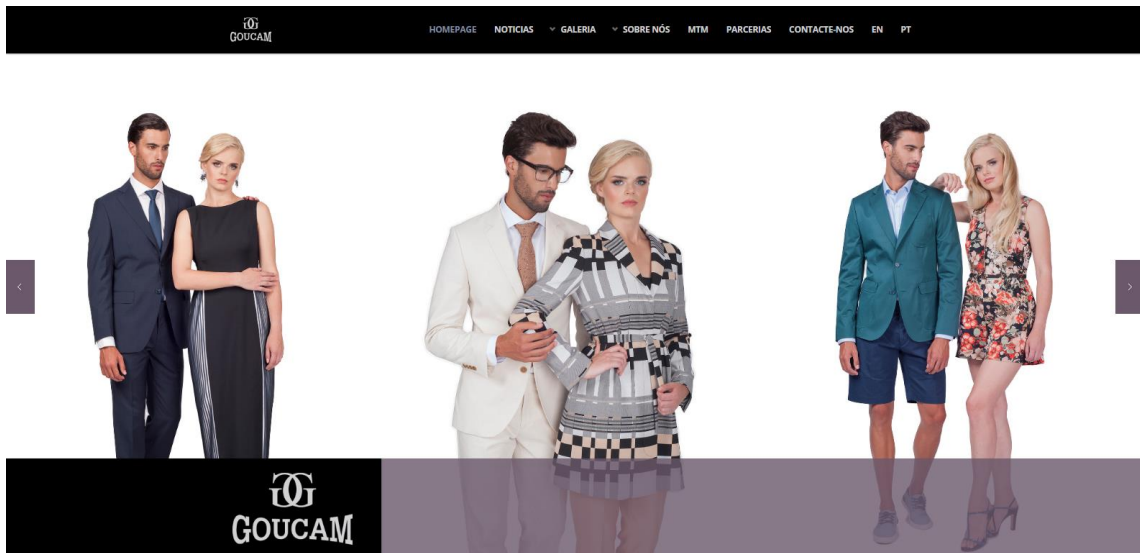 GOUCAM
HOMEPAGE NOTICIAS GALERIA SOBRE NÓS MTM PARCERIAS CONTACTE-NOS EN PT
GOUCAM